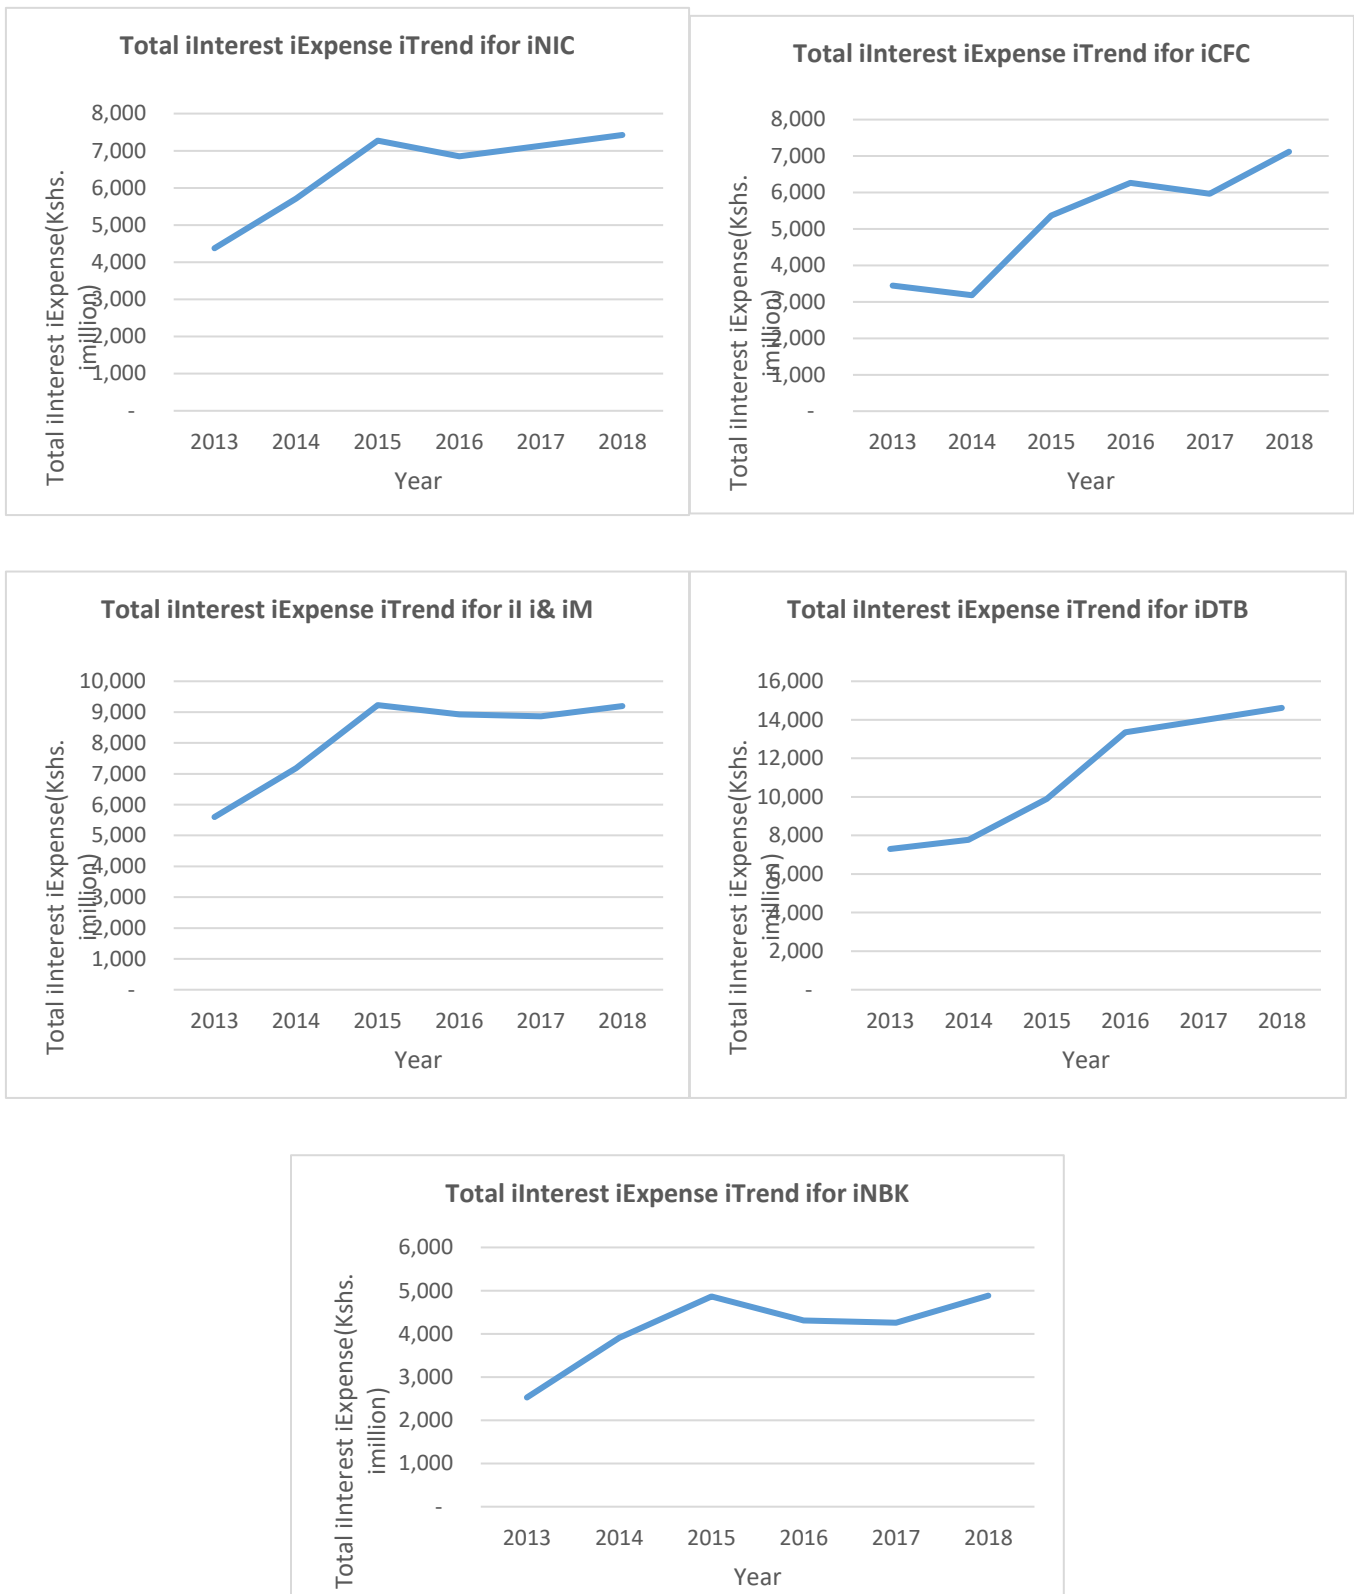 Total iInterest iExpense iTrend ifor iNIC
8,000
7,000
6,000
5,000
4,000
3,000
2,000
1,000
-
Total iInterest iExpense(Kshs.
imillion)
2013 2014 2015 2016 2017 2018
Year
Total iInterest iExpense iTrend ifor iCFC
8,000
7,000
6,000
5,000
4,000
3,000
2,000
1,000
-
Total iInterest iExpense(Kshs.
imillion)
2013 2014 2015 2016 2017 2018
Year
Total iInterest iExpense iTrend ifor iI i& iM
10,000
9,000
8,000
7,000
6,000
5,000
4,000
3,000
2,000
1,000
-
Total iInterest iExpense(Kshs.
imillion)
2013 2014 2015 2016 2017 2018
Year
Total iInterest iExpense iTrend ifor iDTB
16,000
14,000
12,000
10,000
8,000
6,000
4,000
2,000
-
Total iInterest iExpense(Kshs.
imillion)
2013 2014 2015 2016 2017 2018
Year
Total iInterest iExpense iTrend ifor iNBK
6,000
5,000
4,000
3,000
2,000
1,000
-
Total iInterest iExpense(Kshs.
imillion)
2013 2014 2015 2016 2017 2018
Year